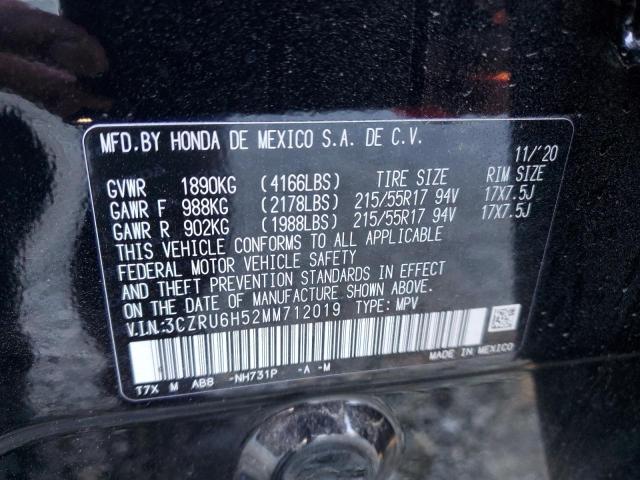 MFD.BY HONDA DE MEXICO S.A. DE C.V.
11/'20
GVWR 1890KG (4166LBS) TIRE SIZE RIM SIZE
GAWR F 988KG (2178LBS) 215/55R17 94V 17X7.5J
GAWR R 902KG (1988LBS) 215/55R17 94V 17X7.5J
THIS VEHICLE CONFORMS TO ALL APPLICABLE
FEDERAL MOTOR VEHICLE SAFETY
AND THEFT PREVENTION STANDARDS IN EFFECT
ON THE DATE OF MANUFACTURE SHOWN ABOVE.
V.I.N.:3CZRU6H52MM712019 TYPE: MPV
MADE IN MEXICO
T7X M ABB -NH731P -A -M